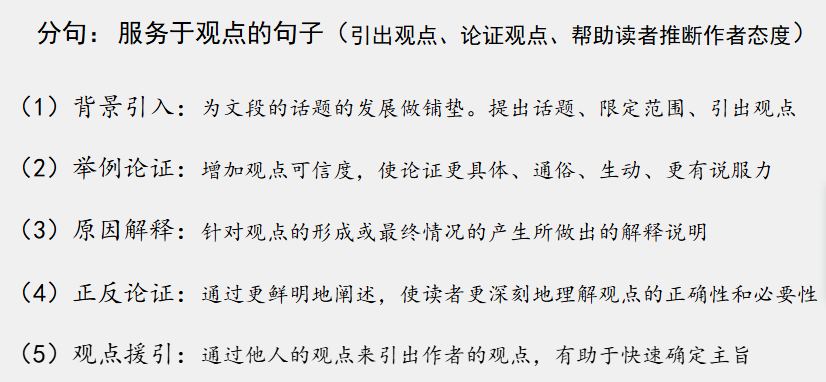 分句：服务于观点的句子（引出观点、论证观点、帮助读者推断作者态度）
（1）背景引入：为文段的话题的发展做铺垫。提出话题、限定范围、引出观点
（2）举例论证：增加观点可信度，使论证更具体、通俗、生动、更有说服力
（3）原因解释：针对观点的形成或最终情况的产生所做出的解释说明
（4）正反论证：通过更鲜明地阐述，使读者更深刻地理解观点的正确性和必要性
（5）观点援引：通过他人的观点来引出作者的观点，有助于快速确定主旨